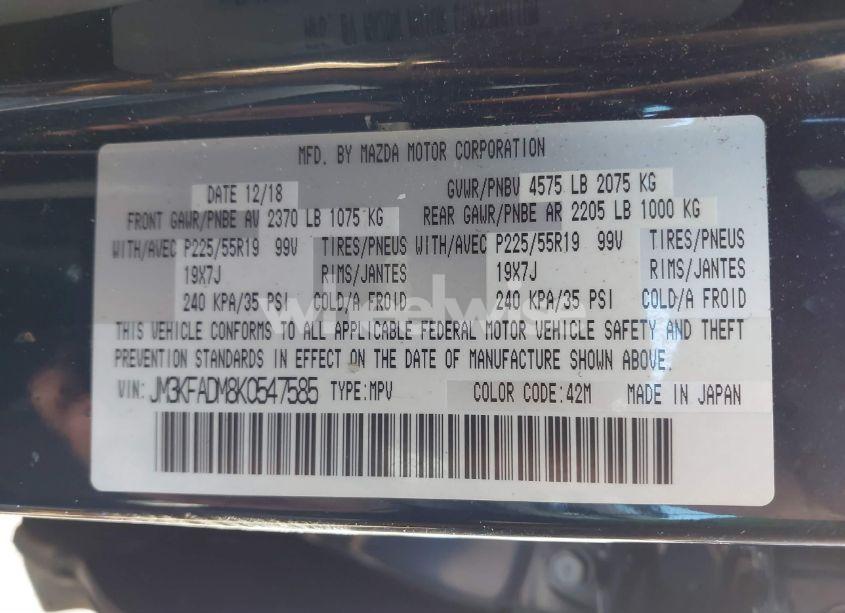 MFD. BY MAZDA MOTOR CORPORATION
DATE 12/18 GVWR/PNBV 4575 LB 2075 KG
FRONT GAWR/PNBE AV 2370 LB 1075 KG REAR GAWR/PNBE AR 2205 LB 1000 KG
WITH/AVEC P225/55R19 99V TIRES/PNEUS WITH/AVEC P225/55R19 99V TIRES/PNEUS
19X7J RIMS/JANTES 19X7J RIMS/JANTES
240 KPA/35 PSI COLD/A FROID 240 KPA/35 PSI COLD/A FROID
wheelwise
THIS VEHICLE CONFORMS TO ALL APPLICABLE FEDERAL MOTOR VEHICLE SAFETY AND THEFT
PREVENTION STANDARDS IN EFFECT ON THE DATE OF MANUFACTURE SHOWN ABOVE.
VIN: JM3KFADM8K0547585 TYPE:MPV COLOR CODE:42M MADE IN JAPAN